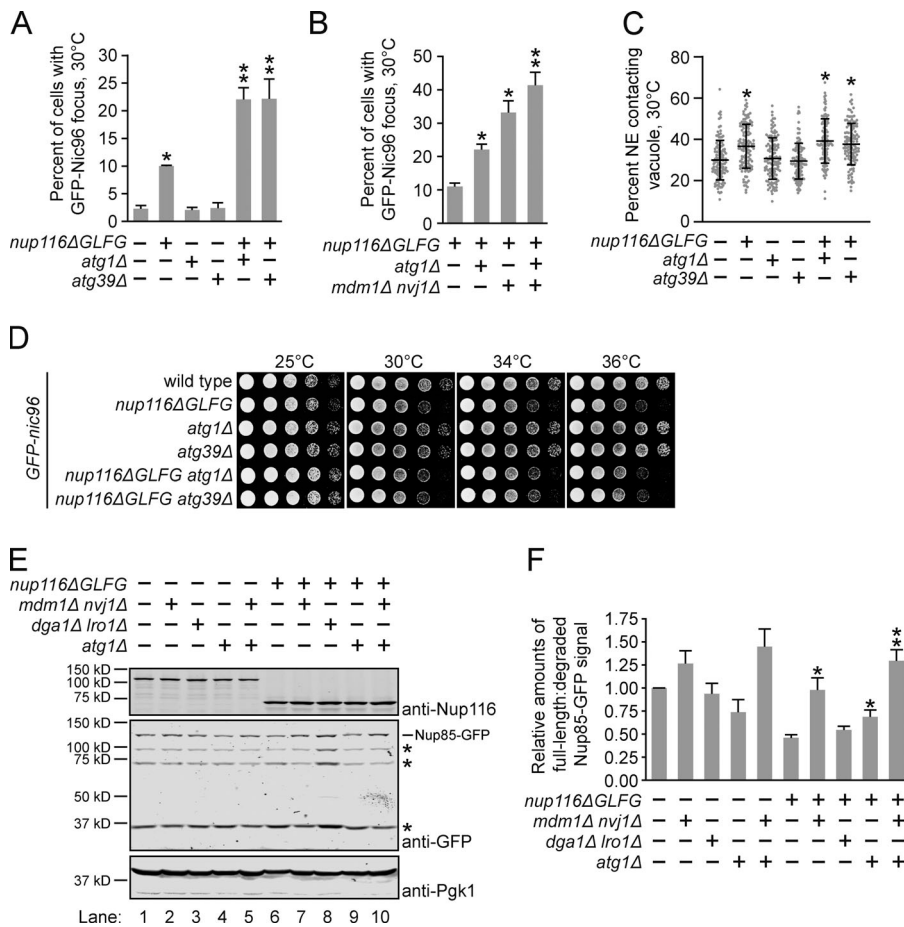 A
Percent of cells with
GFP-Nic96 focus, 30°C
30
25
20
15
10
5
0
*
**
**
nup116ΔGLFG − + − − + +
atg1Δ − − + − + −
atg39Δ − − − + − +
B
Percent of cells with
GFP-Nic96 focus, 30°C
50
40
30
20
10
0
*
*
**
nup116ΔGLFG + + + +
atg1Δ − + − +
mdm1Δ nvj1Δ − − + +
C
Percent NE contacting
vacuole, 30°C
80
60
40
20
0
*
*
*
nup116ΔGLFG − + − − + +
atg1Δ − − + − + −
atg39Δ − − − + − +
D
25°C 30°C 34°C 36°C
GFP-nic96
wild type
nup116ΔGLFG
atg1Δ
atg39Δ
nup116ΔGLFG atg1Δ
nup116ΔGLFG atg39Δ
E
nup116ΔGLFG − − − − − + + + + +
mdm1Δ nvj1Δ − + − − + − + − − +
dga1Δ lro1Δ − − + − − − − + − −
atg1Δ − − − + + − − − + +
150 kD
100 kD
75 kD
anti-Nup116
150 kD
Nup85-GFP
100 kD
*
75 kD
*
50 kD
37 kD
*
anti-GFP
37 kD
anti-Pgk1
Lane: 1 2 3 4 5 6 7 8 9 10
F
Relative amounts of
full-length:degraded
Nup85-GFP signal
1.75
1.50
1.25
1.00
0.75
0.50
0.25
0.00
*
*
**
nup116ΔGLFG − − − − − + + + + +
mdm1Δ nvj1Δ − + − − + − + − − +
dga1Δ lro1Δ − − + − − − − + − −
atg1Δ − − − + + − − − + +